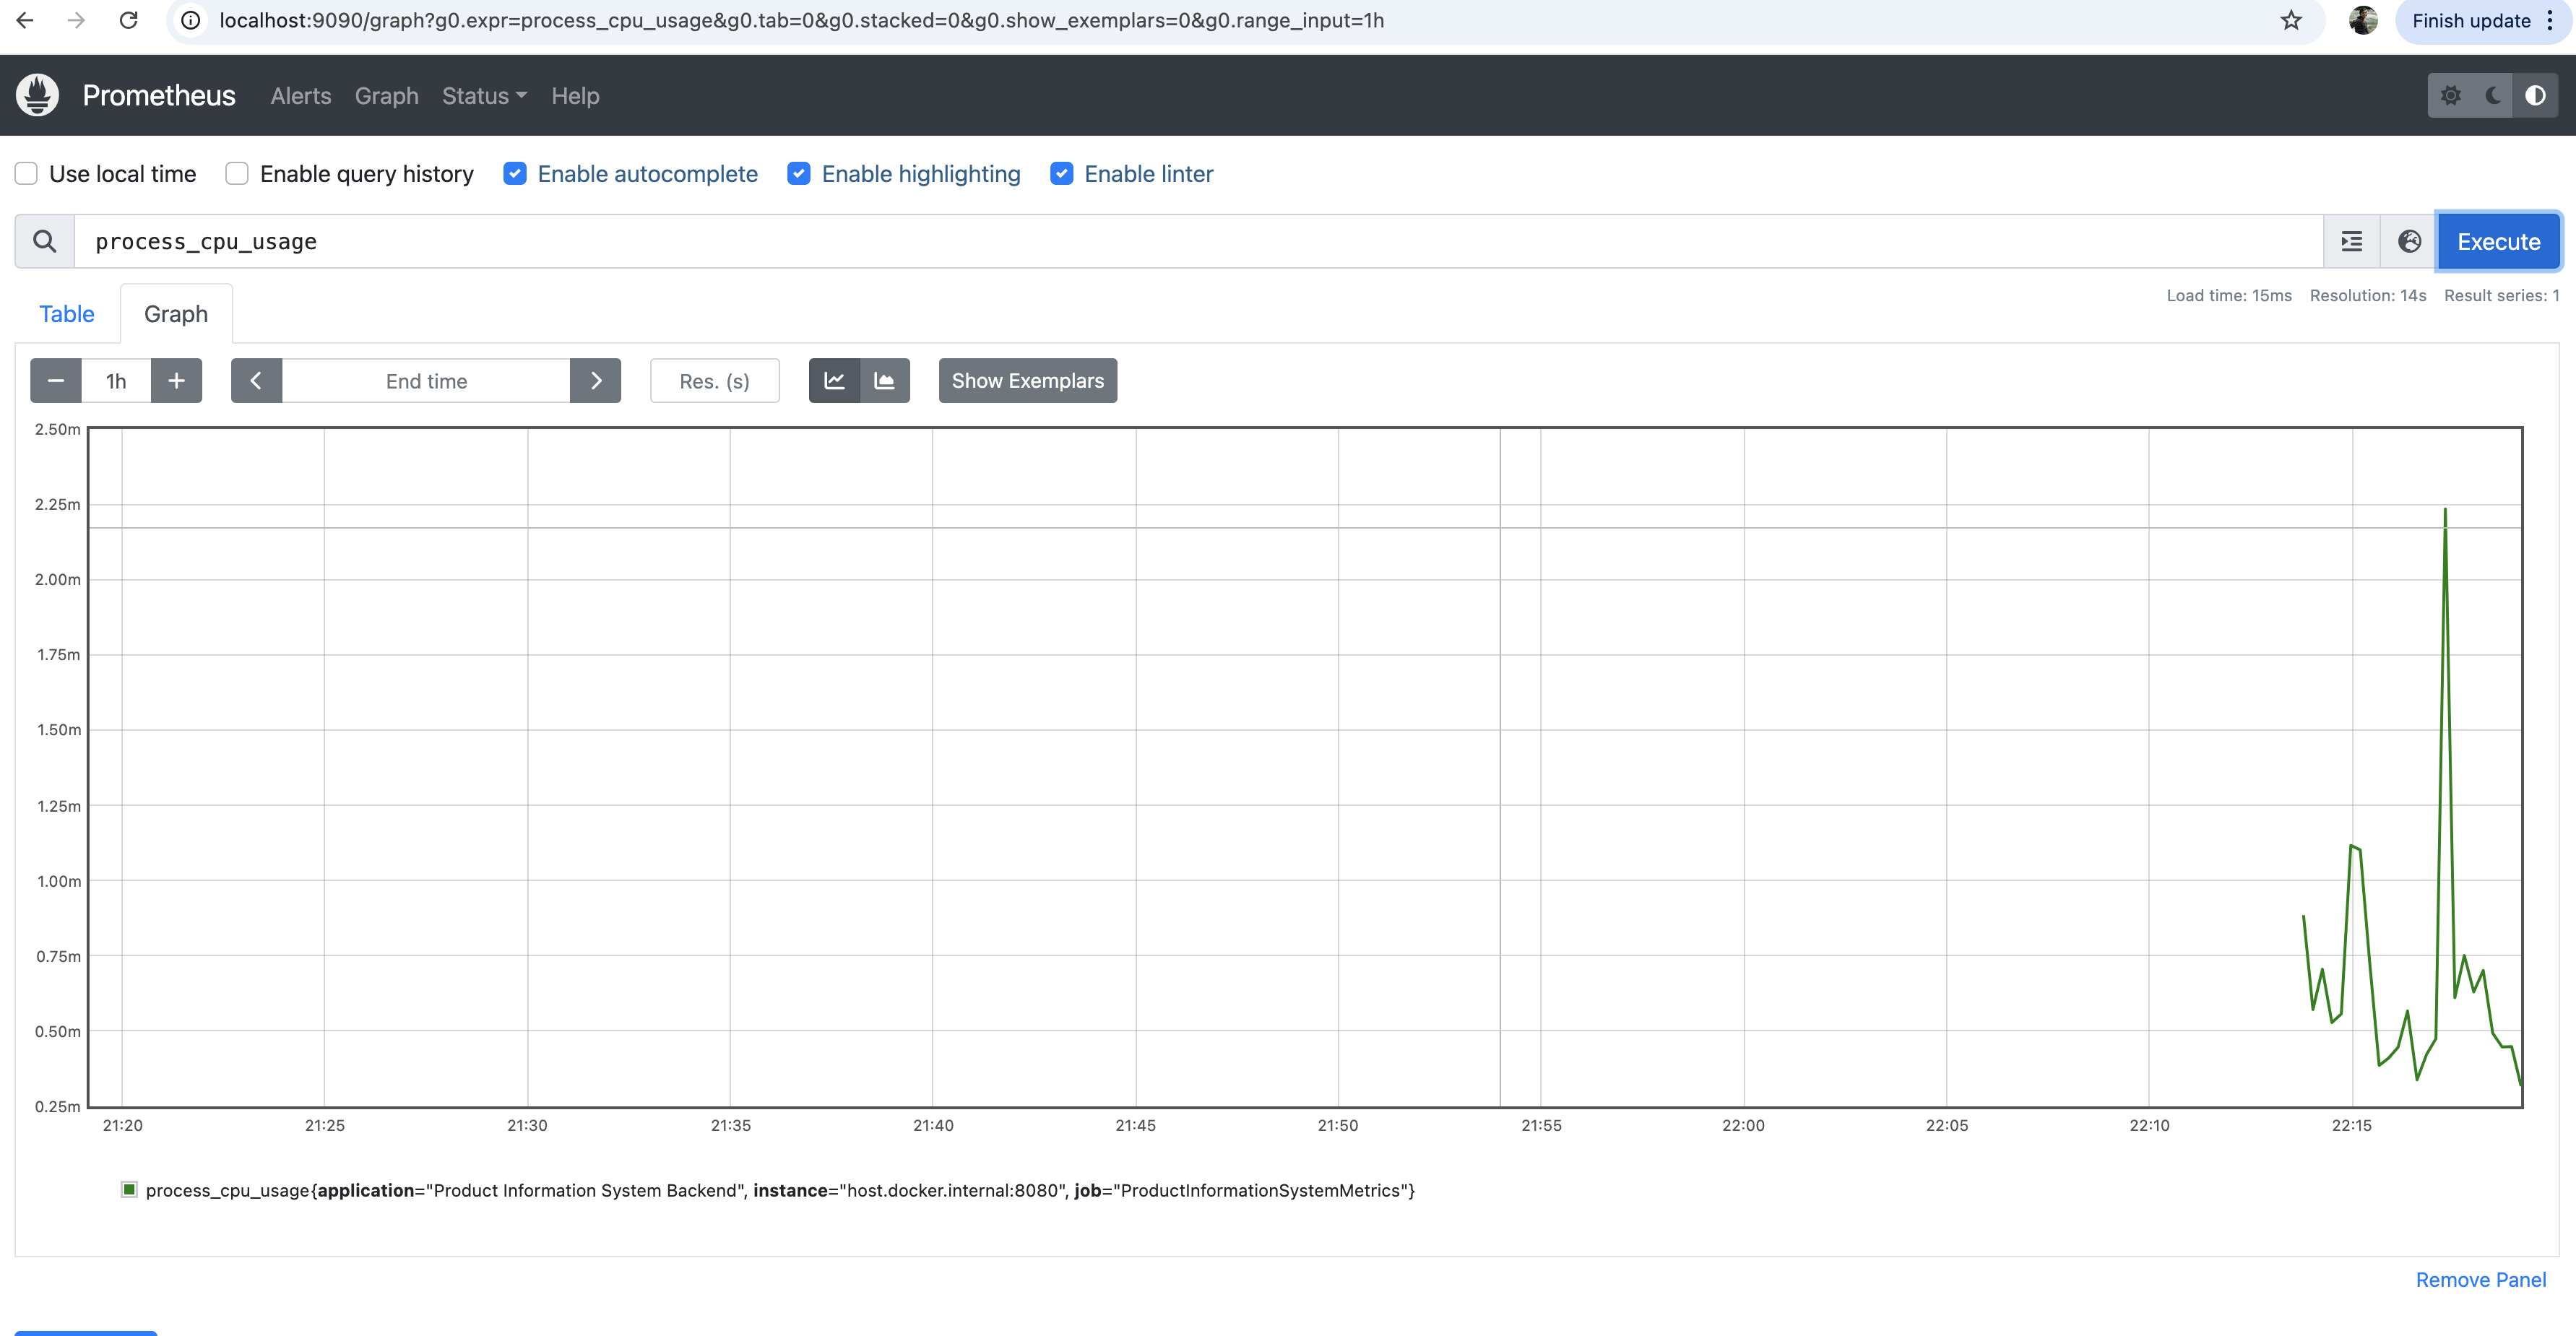 localhost:9090/graph?g0.expr=process_cpu_usage&g0.tab=0&g0.stacked=0&g0.show_exemplars=0&g0.range_input=1h Finish update
Prometheus Alerts Graph Status Help
Use local time Enable query history Enable autocomplete Enable highlighting Enable linter
process_cpu_usage Execute
Load time: 15ms Resolution: 14s Result series: 1
Table Graph
1h End time Res. (s) Show Exemplars
2.50m
2.25m
2.00m
1.75m
1.50m
1.25m
1.00m
0.75m
0.50m
0.25m
21:20 21:25 21:30 21:35 21:40 21:45 21:50 21:55 22:00 22:05 22:10 22:15
process_cpu_usage{application="Product Information System Backend", instance="host.docker.internal:8080", job="ProductInformationSystemMetrics"}
Remove Panel